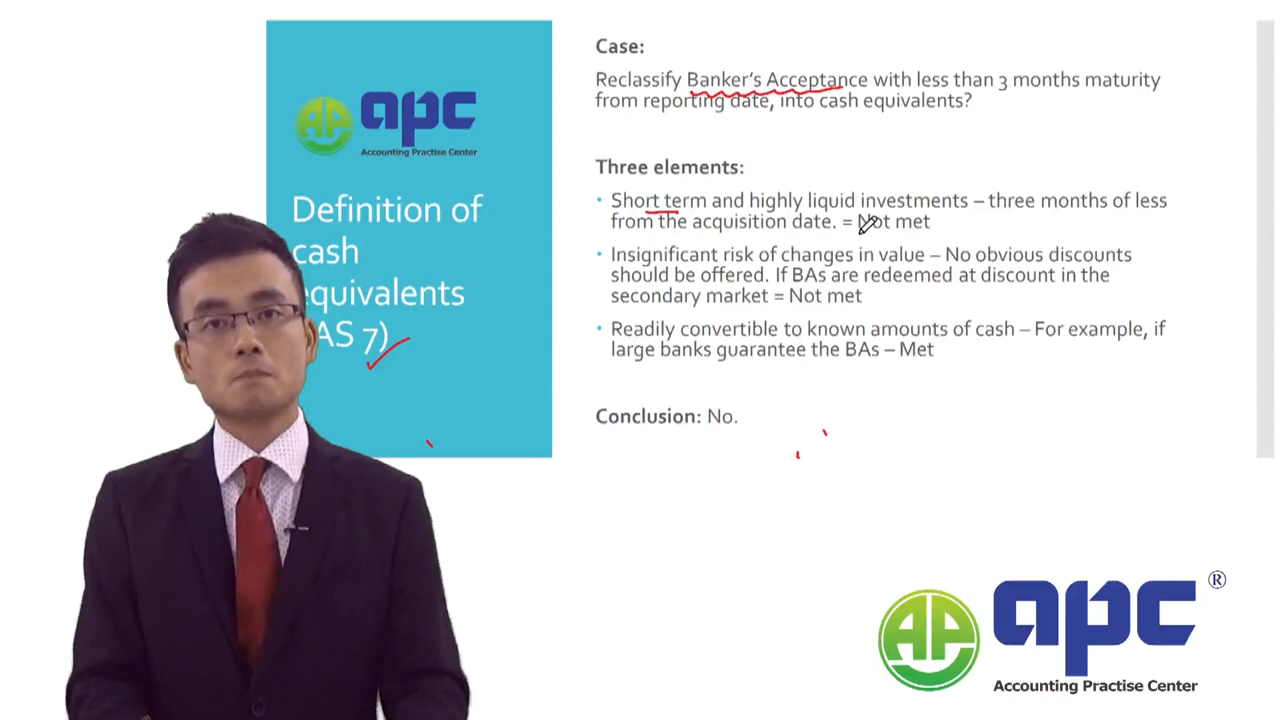 apc
Accounting Practise Center
Definition of
cash
equivalents
AS 7)
Case:
Reclassify Banker's Acceptance with less than 3 months maturity
from reporting date, into cash equivalents?
Three elements:
• Short term and highly liquid investments – three months of less
from the acquisition date. = Not met
• Insignificant risk of changes in value – No obvious discounts
should be offered. If BAs are redeemed at discount in the
secondary market = Not met
• Readily convertible to known amounts of cash – For example, if
large banks guarantee the BAs – Met
Conclusion: No.
AP apc ®
Accounting Practise Center